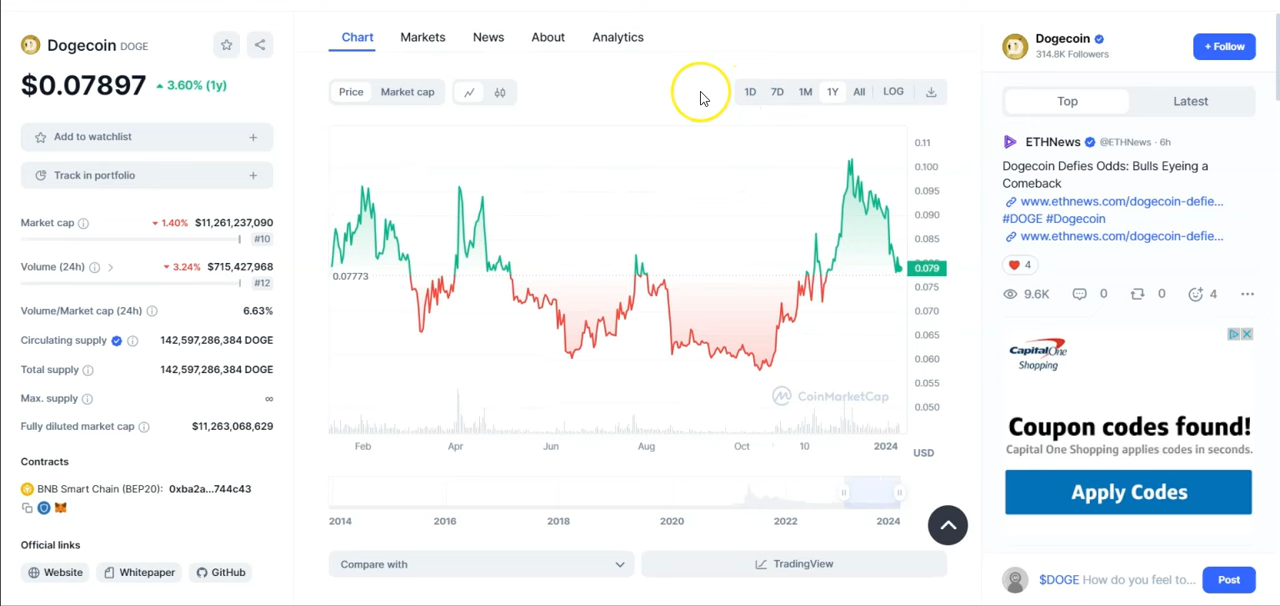 Dogecoin DOGE
$0.07897 3.60% (1y)
Add to watchlist +
Track in portfolio +
Market cap 1.40% $11,261,237,090
#10
Volume (24h) 3.24% $715,427,968
#12
Volume/Market cap (24h) 6.63%
Circulating supply 142,597,286,384 DOGE
Total supply 142,597,286,384 DOGE
Max. supply ∞
Fully diluted market cap $11,263,068,629
Contracts
BNB Smart Chain (BEP20): 0xba2a...744c43
Official links
Website Whitepaper GitHub
Chart Markets News About Analytics
Price Market cap 1D 7D 1M 1Y All LOG
0.11
0.100
0.095
0.090
0.085
0.07773 0.079
0.075
0.070
0.065
0.060
0.055
0.050
CoinMarketCap
Feb Apr Jun Aug Oct 10 2024
USD
2014 2016 2018 2020 2022 2024
Compare with TradingView
Dogecoin
314.8K Followers
+ Follow
Top Latest
ETHNews @ETHNews · 6h
Dogecoin Defies Odds: Bulls Eyeing a
Comeback
www.ethnews.com/dogecoin-defie...
#DOGE #Dogecoin
www.ethnews.com/dogecoin-defie...
4
9.6K 0 0 4
Capital One
Shopping
Coupon codes found!
Capital One Shopping applies codes in seconds.
Apply Codes
$DOGE How do you feel to... Post